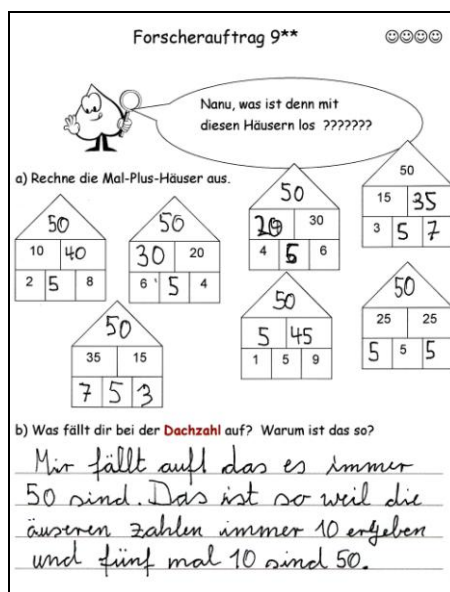 Forscherauftrag 9** ☺☺☺☺
Nanu, was ist denn mit
diesen Häusern los ???????
a) Rechne die Mal-Plus-Häuser aus.
50
10 40
2 5 8
50
30 20
6 5 4
50
20 30
4 5 6
50
15 35
3 5 7
50
35 15
7 5 3
50
5 45
1 5 9
50
25 25
5 5 5
b) Was fällt dir bei der Dachzahl auf? Warum ist das so?
Mir fällt aufl das es immer
50 sind. Das ist so weil die
äuseren zahlen immer 10 ergeben
und fünf mal 10 sind 50.